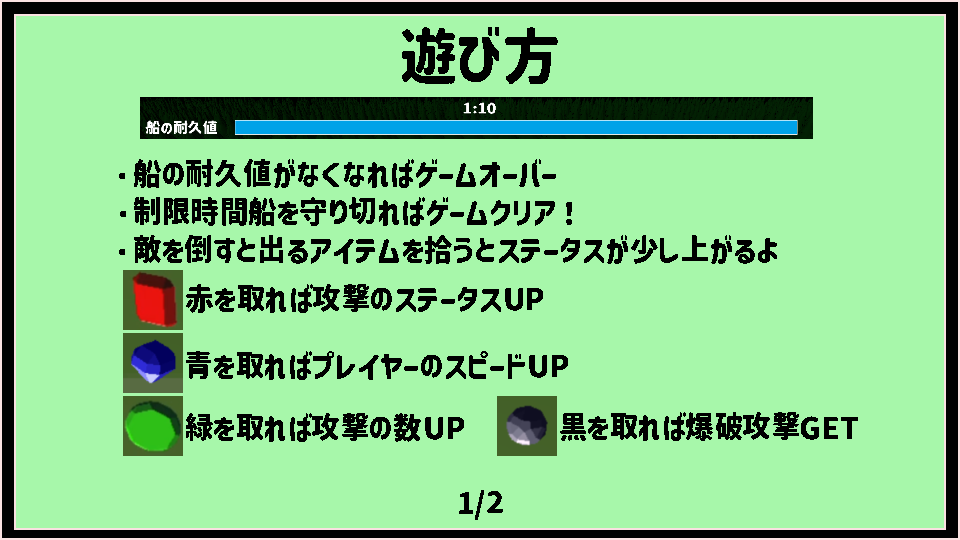 遊び方
1:10
船の耐久値
・船の耐久値がなくなればゲームオーバー
・制限時間船を守り切ればゲームクリア！
・敵を倒すと出るアイテムを拾うとステータスが少し上がるよ
赤を取れば攻撃のステータスUP
青を取ればプレイヤーのスピードUP
緑を取れば攻撃の数UP
黒を取れば爆破攻撃GET
1/2